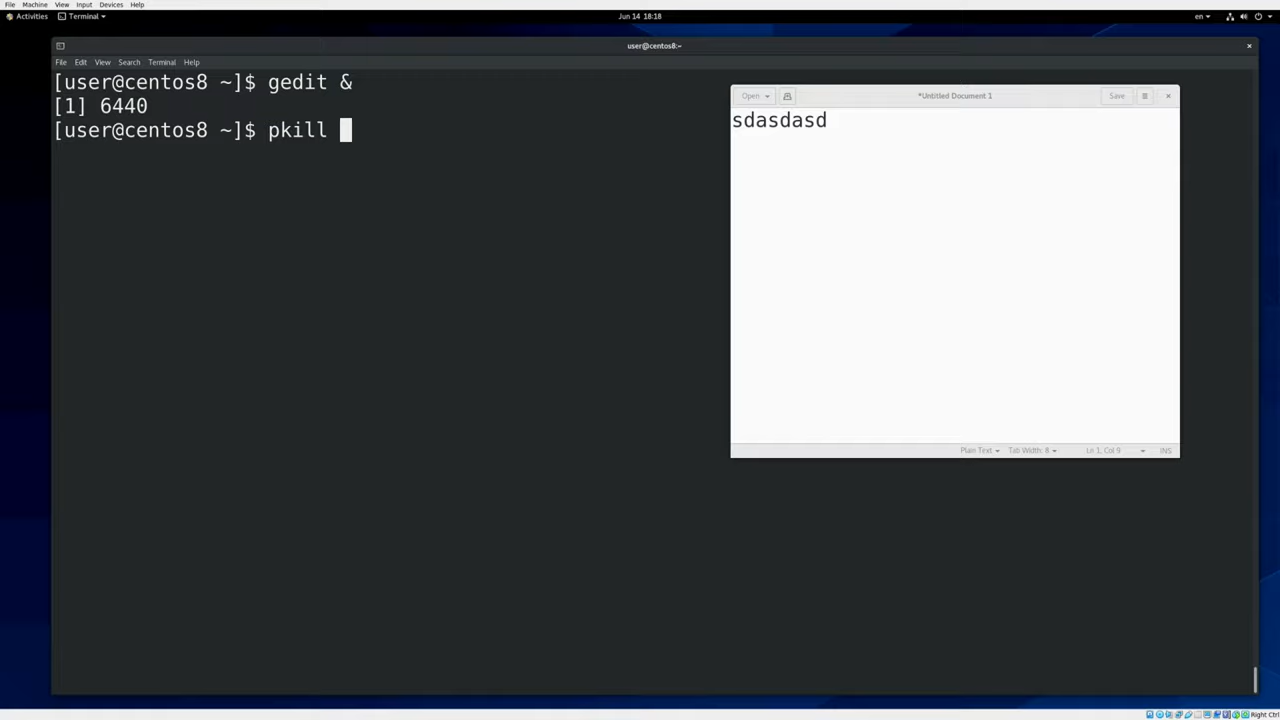 File Machine View Input Devices Help
Activities Terminal Jun 14 18:18 en
user@centos8:~
File Edit View Search Terminal Help
[user@centos8 ~]$ gedit &
[1] 6440
[user@centos8 ~]$ pkill
Open *Untitled Document 1 Save
sdasdasd
Plain Text Tab Width: 8 Ln 1, Col 9 INS
Right Ctrl